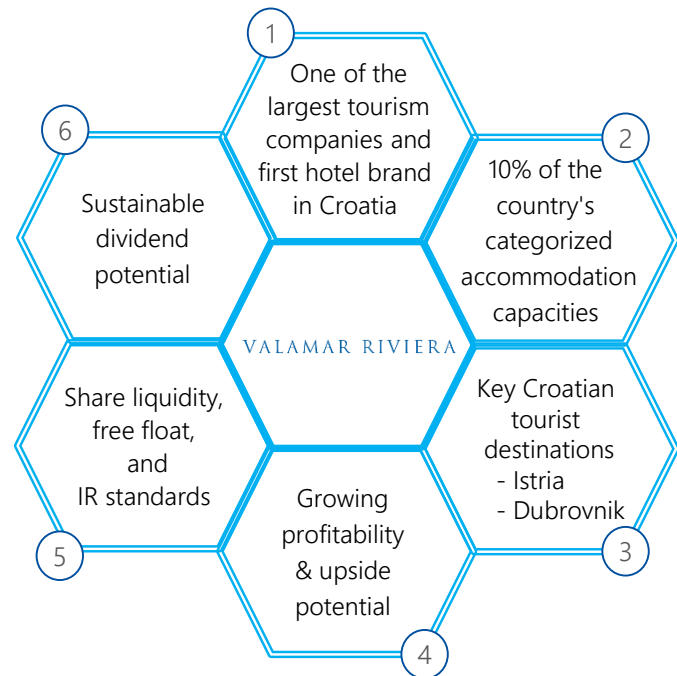 1
One of the
largest tourism
companies and
first hotel brand
in Croatia
2
10% of the
country's
categorized
accommodation
capacities
3
Key Croatian
tourist
destinations
- Istria
- Dubrovnik
4
Growing
profitability
& upside
potential
5
Share liquidity,
free float,
and
IR standards
6
Sustainable
dividend
potential
VALAMAR RIVIERA